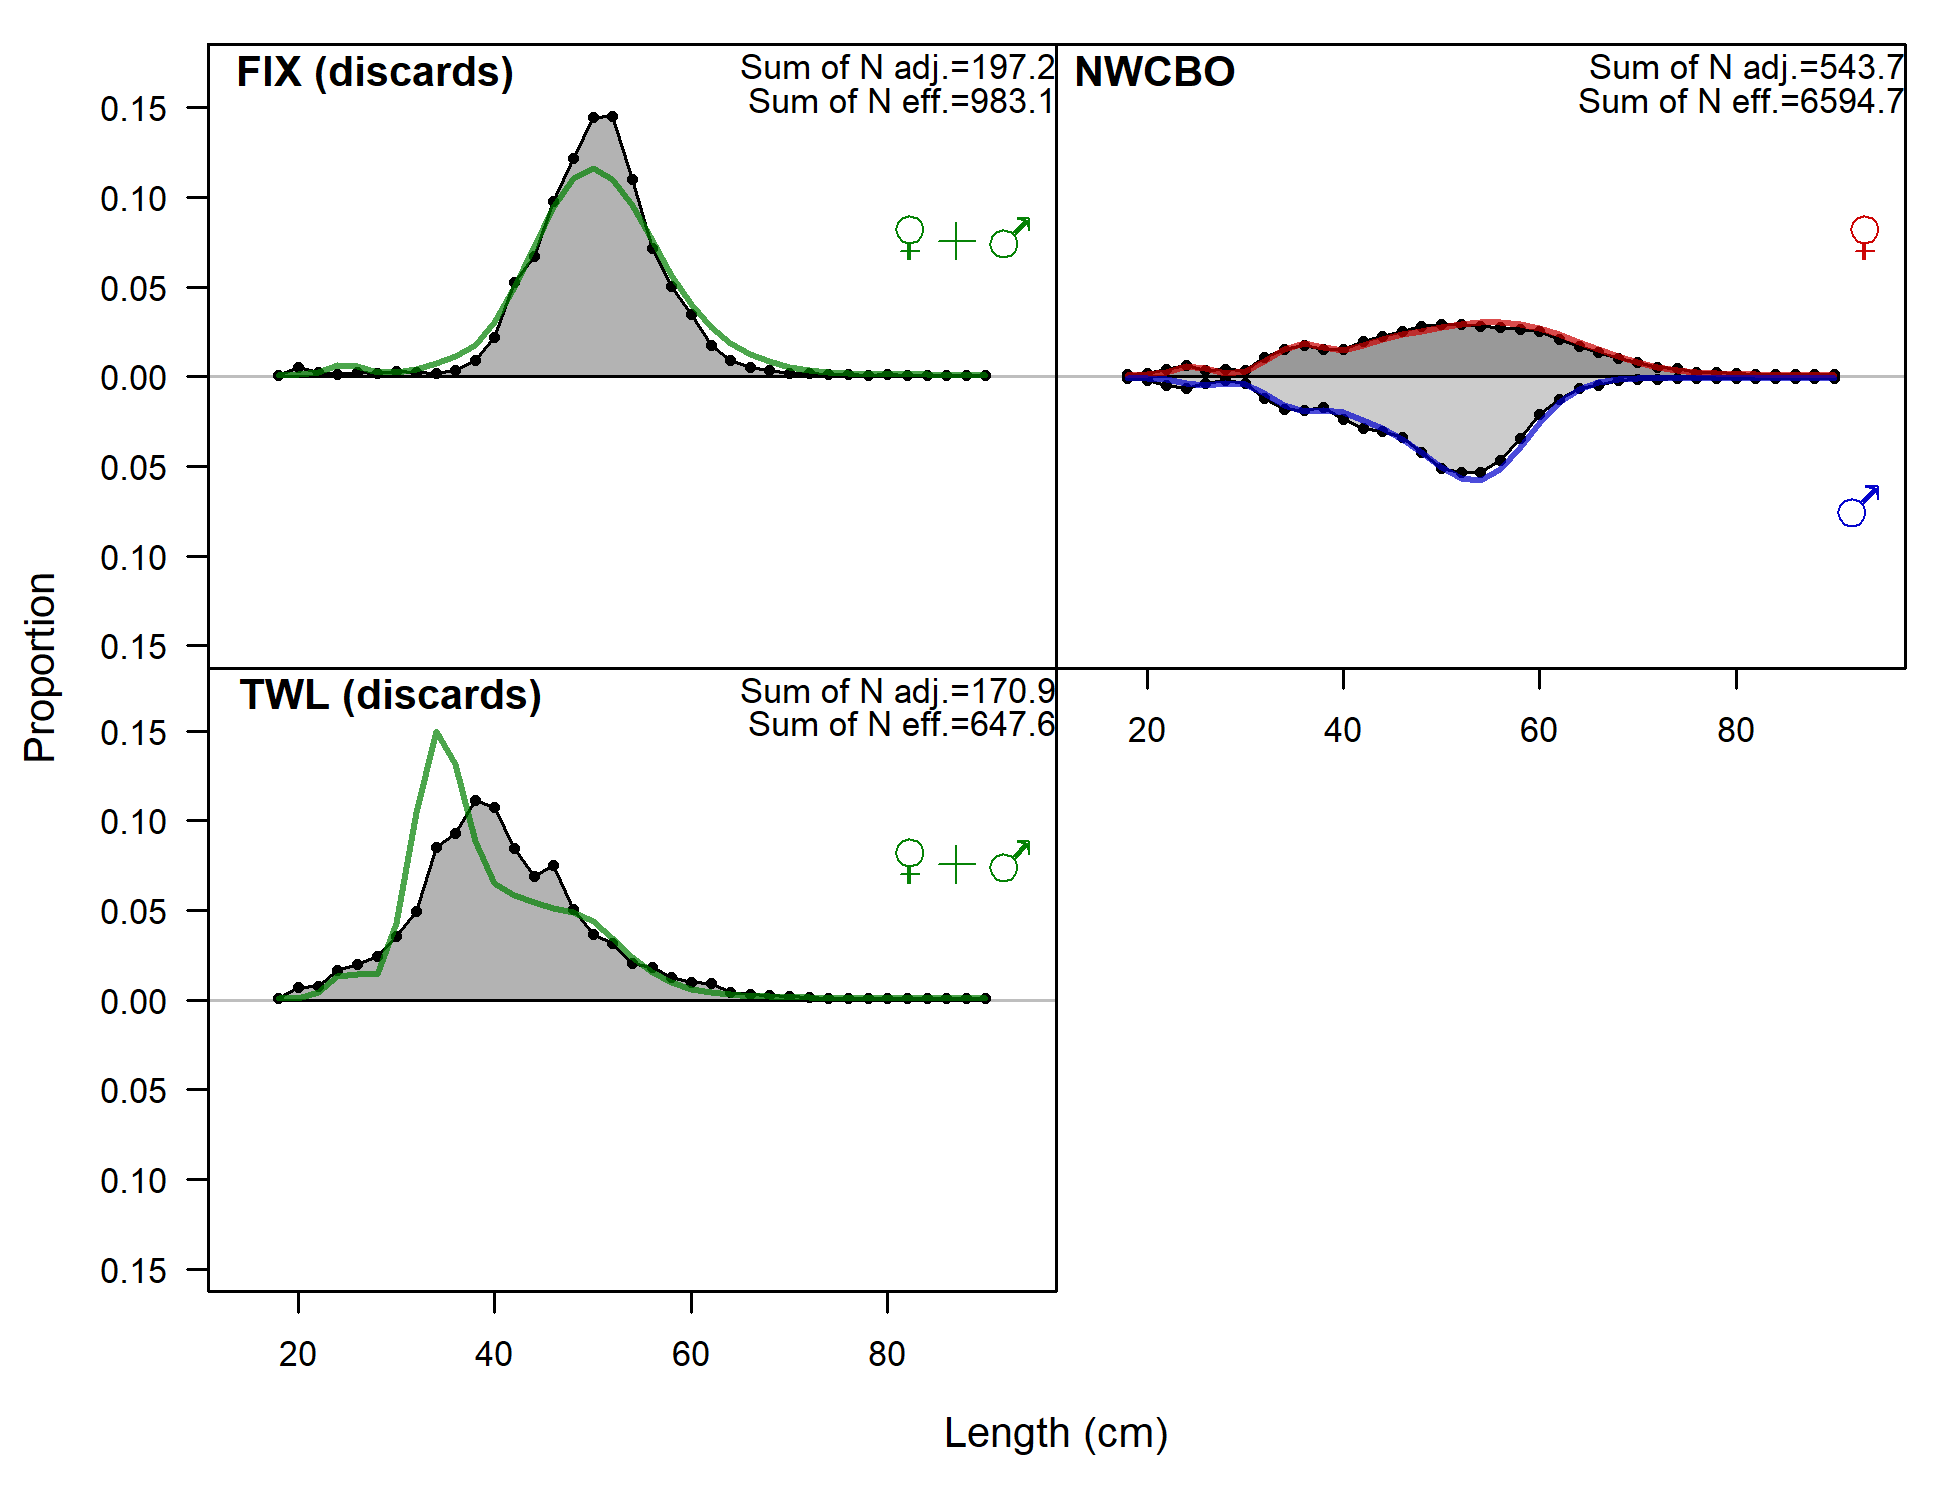 FIX (discards)
Sum of N adj.=197.2
Sum of N eff.=983.1
NWCBO
Sum of N adj.=543.7
Sum of N eff.=6594.7
0.15
0.10
0.05
0.00
0.05
0.10
0.15
♀+♂
♀
♂
20 40 60 80
TWL (discards)
Sum of N adj.=170.9
Sum of N eff.=647.6
0.15
0.10
0.05
0.00
0.05
0.10
0.15
♀+♂
20 40 60 80
Proportion
Length (cm)